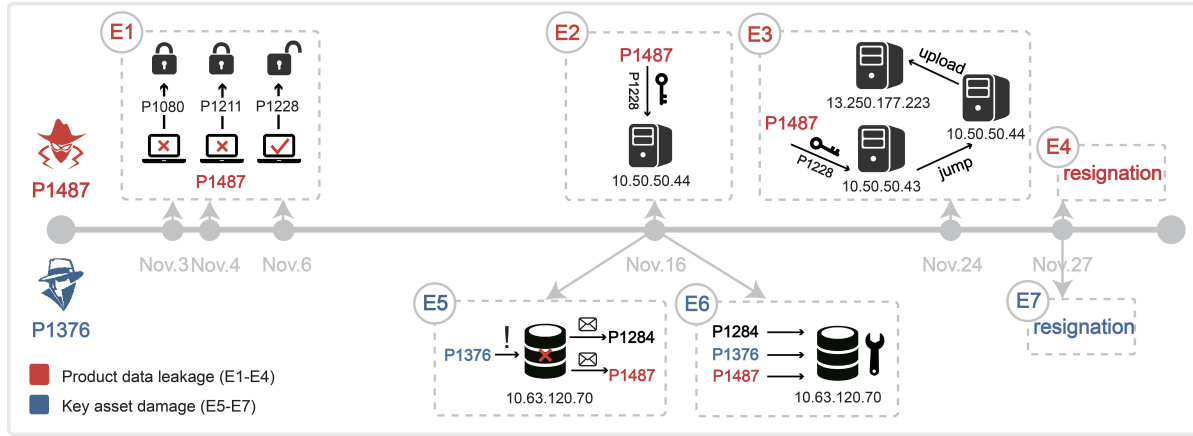 E1
P1080 P1211 P1228
P1487
E2
P1487
P1228
10.50.50.44
E3
upload
13.250.177.223
10.50.50.44
P1487
P1228
10.50.50.43
jump
E4
resignation
P1487
Nov.3 Nov.4 Nov.6 Nov.16 Nov.24 Nov.27
P1376
E5
!
P1376
P1284
P1487
10.63.120.70
E6
P1284
P1376
P1487
10.63.120.70
E7
resignation
Product data leakage (E1-E4)
Key asset damage (E5-E7)